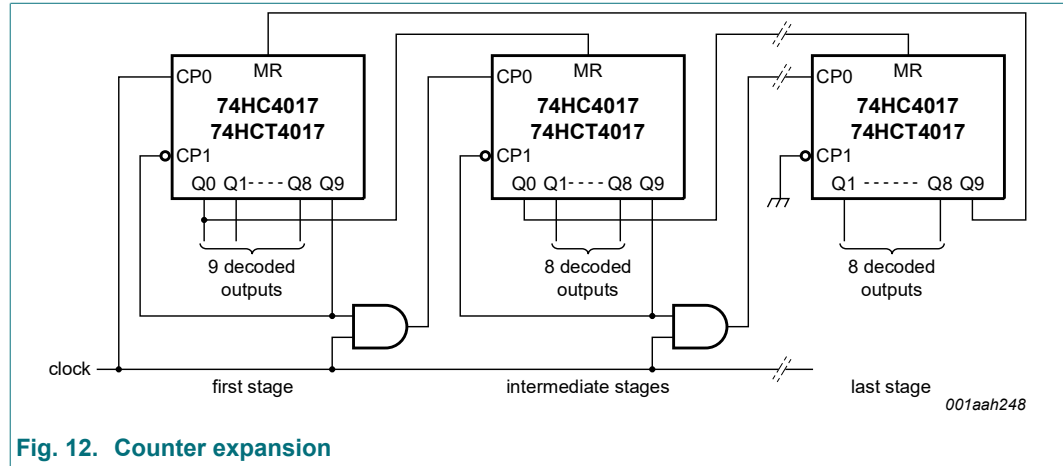 MR MR MR
CP0 CP0 CP0
74HC4017 74HC4017 74HC4017
74HCT4017 74HCT4017 74HCT4017
CP1 CP1 CP1
Q0 Q1 - - - - Q8 Q9 Q0 Q1 - - - - Q8 Q9 Q1 - - - - - - Q8 Q9
9 decoded 8 decoded 8 decoded
outputs outputs outputs
clock
first stage intermediate stages last stage
001aah248
Fig. 12. Counter expansion